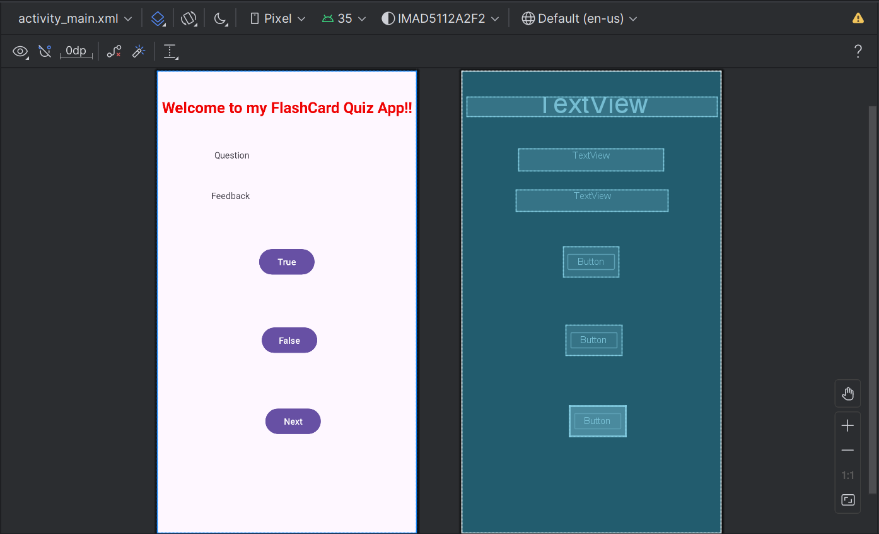 activity_main.xml Pixel 35 IMAD5112A2F2 Default (en-us)
0dp ?
Welcome to my FlashCard Quiz App!!
Question
Feedback
True
False
Next
TextView
TextView
TextView
Button
Button
Button
1:1